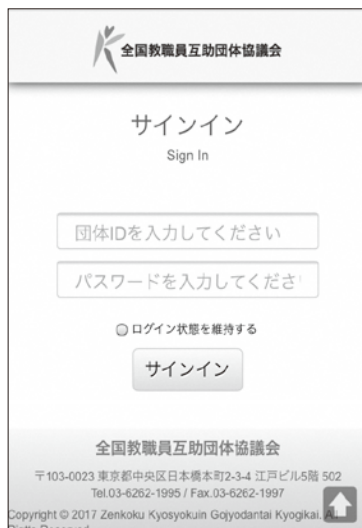 全国教職員互助団体協議会
サインイン
Sign In
団体IDを入力してください
パスワードを入力してくださ
ログイン状態を維持する
サインイン
全国教職員互助団体協議会
〒103-0023 東京都中央区日本橋本町2-3-4 江戸ビル5階 502
Tel.03-6262-1995 / Fax.03-6262-1997
Copyright © 2017 Zenkoku Kyosyokuin Gojyodantai Kyogikai. All